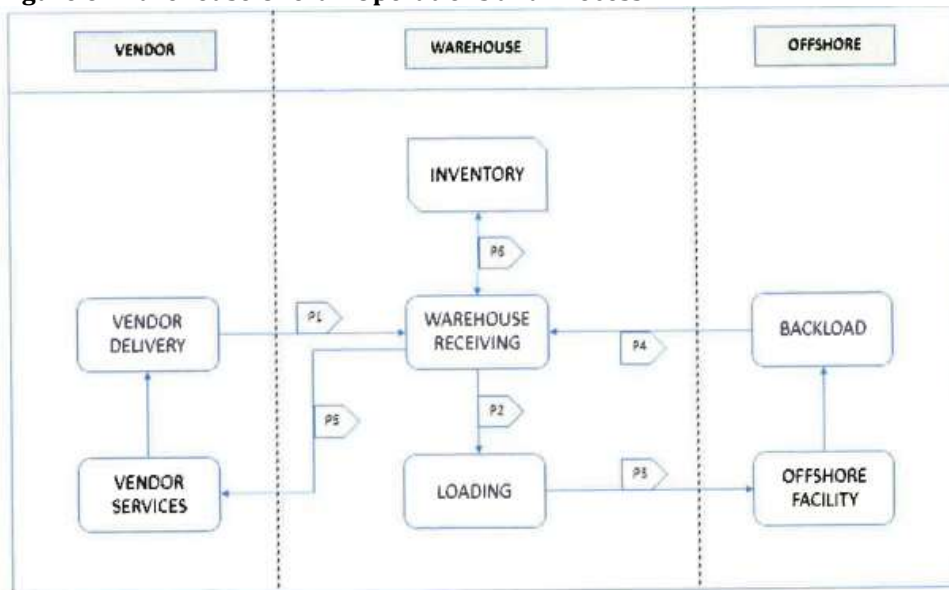 VENDOR
WAREHOUSE
OFFSHORE
INVENTORY
P6
VENDOR
DELIVERY
P1
WAREHOUSE
RECEIVING
P4
BACKLOAD
P5
P2
VENDOR
SERVICES
LOADING
P3
OFFSHORE
FACILITY